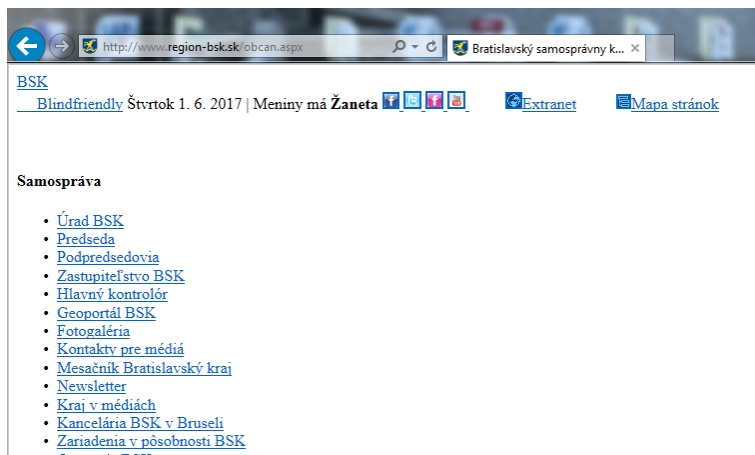 http://www.region-bsk.sk/obcan.aspx
Bratislavský samosprávny k...
BSK
Blindfriendly Štvrtok 1. 6. 2017 | Meniny má Žaneta Extranet Mapa stránok
Samospráva
• Úrad BSK
• Predseda
• Podpredsedovia
• Zastupiteľstvo BSK
• Hlavný kontrolór
• Geoportál BSK
• Fotogaléria
• Kontakty pre médiá
• Mesačník Bratislavský kraj
• Newsletter
• Kraj v médiách
• Kancelária BSK v Bruseli
• Zariadenia v pôsobnosti BSK